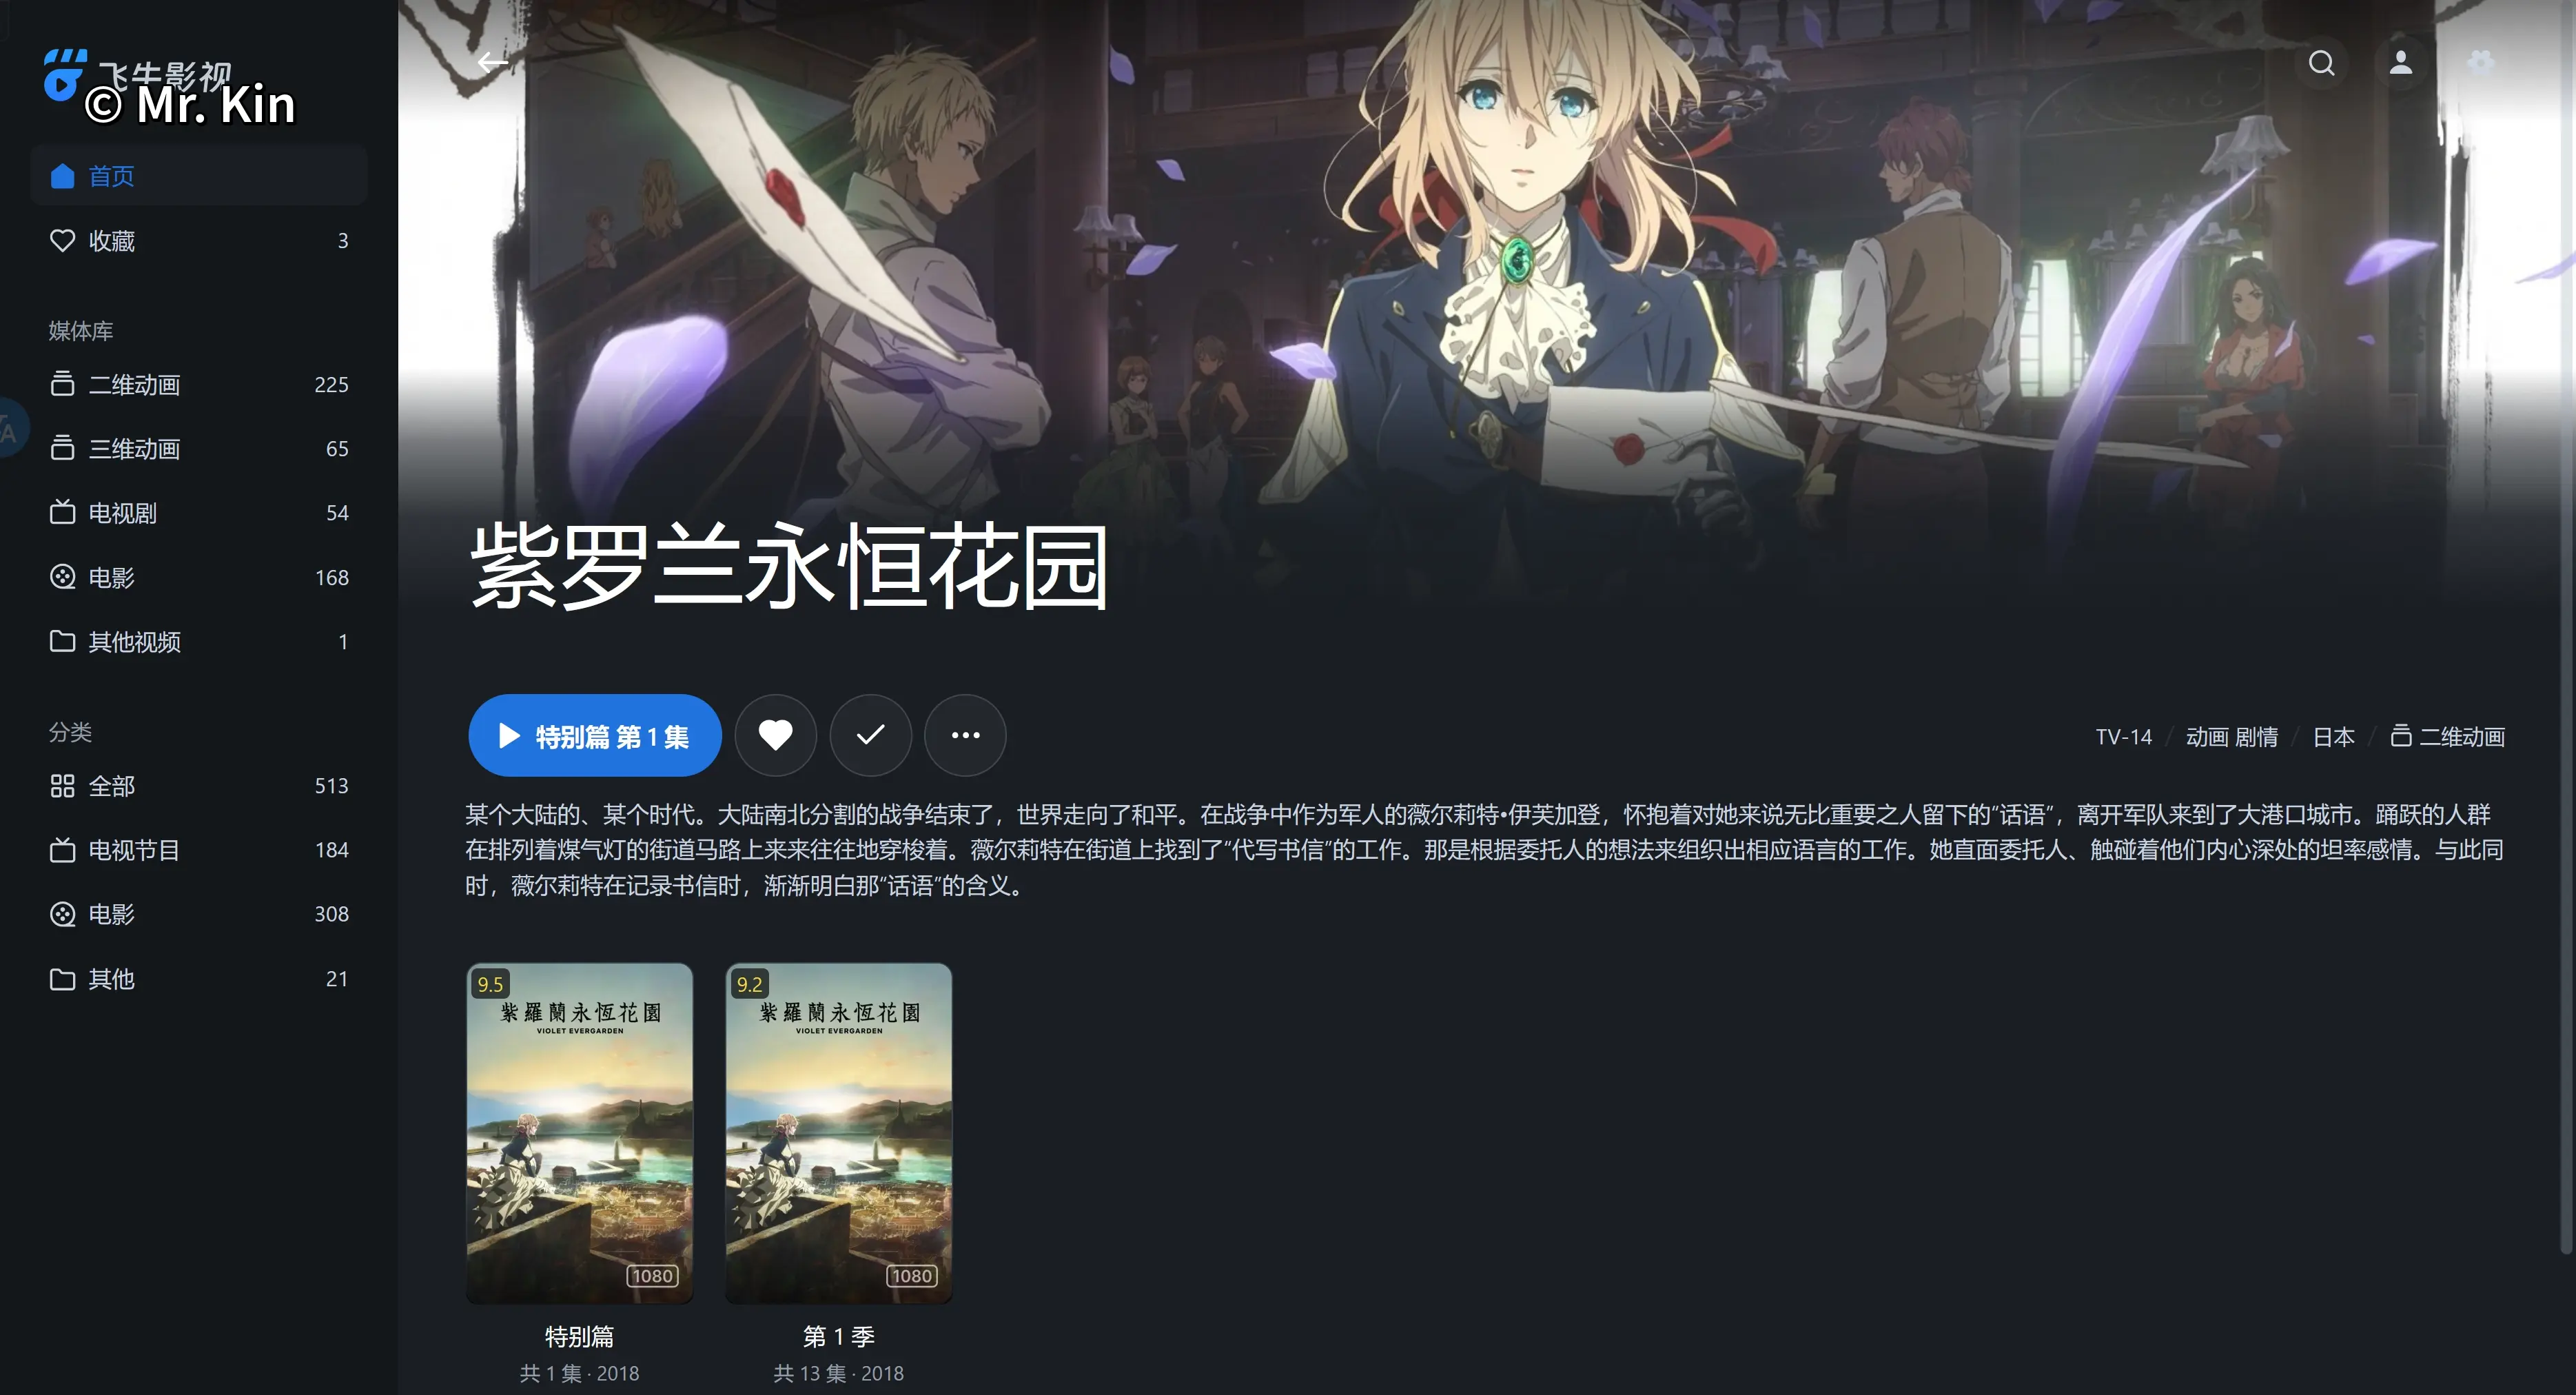 飞牛影视
© Mr. Kin
首页
收藏 3
媒体库
二维动画 225
三维动画 65
电视剧 54
电影 168
其他视频 1
分类
全部 513
电视节目 184
电影 308
其他 21
紫罗兰永恒花园
特别篇 第 1 集
TV-14 / 动画 剧情 / 日本 / 二维动画
某个大陆的、某个时代。大陆南北分割的战争结束了，世界走向了和平。在战争中作为军人的薇尔莉特•伊芙加登，怀抱着对她来说无比重要之人留下的“话语”，离开军队来到了大港口城市。踊跃的人群
在排列着煤气灯的街道马路上来来往往地穿梭着。薇尔莉特在街道上找到了“代写书信”的工作。那是根据委托人的想法来组织出相应语言的工作。她直面委托人、触碰着他们内心深处的坦率感情。与此同
时，薇尔莉特在记录书信时，渐渐明白那“话语”的含义。
9.5
紫羅蘭永恆花園
VIOLET EVERGARDEN
1080
特别篇
共 1 集 · 2018
9.2
紫羅蘭永恆花園
VIOLET EVERGARDEN
1080
第 1 季
共 13 集 · 2018